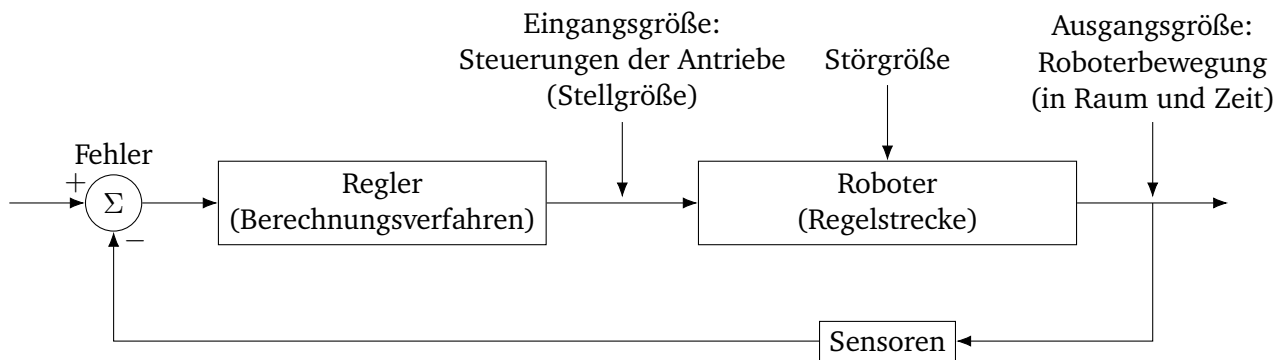 Eingangsgröße:
Steuerungen der Antriebe
(Stellgröße)
Störgröße
Ausgangsgröße:
Roboterbewegung
(in Raum und Zeit)
Fehler
+
Σ
−
Regler
(Berechnungsverfahren)
Roboter
(Regelstrecke)
Sensoren